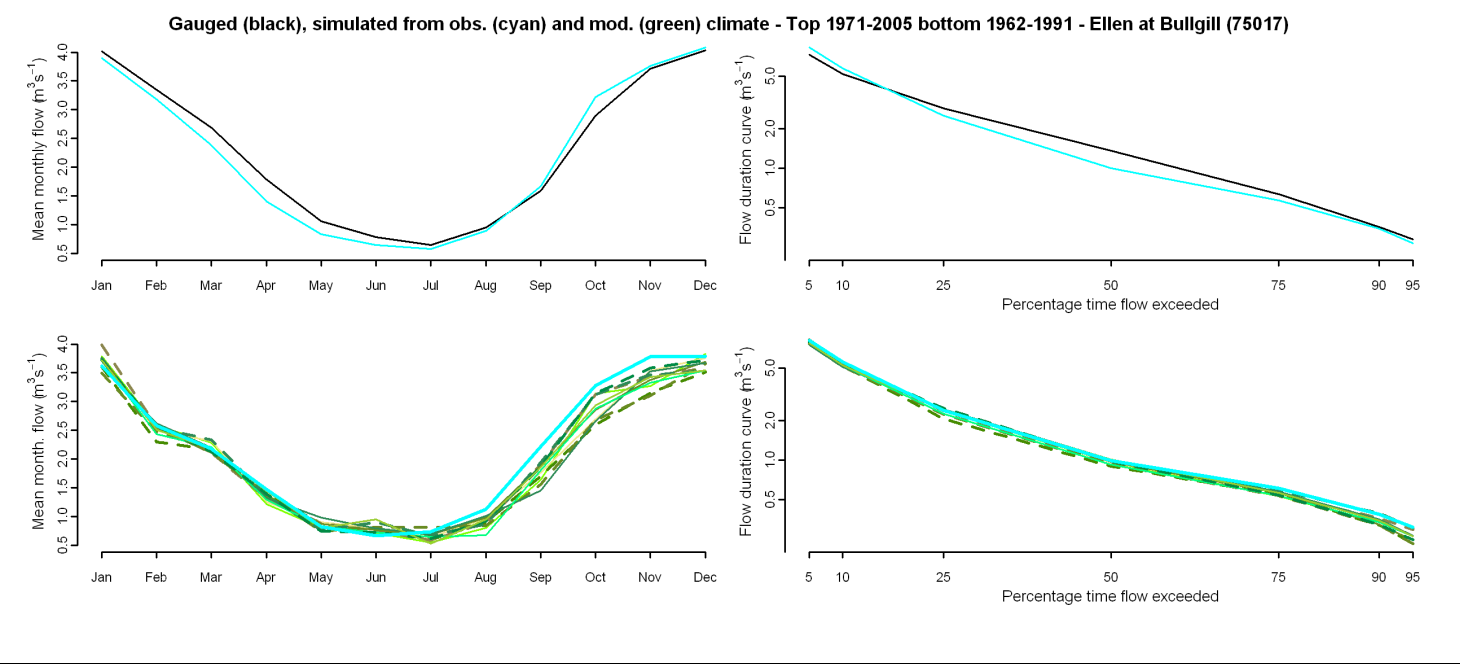 Gauged (black), simulated from obs. (cyan) and mod. (green) climate - Top 1971-2005 bottom 1962-1991 - Ellen at Bullgill (75017)
Mean monthly flow (m³s⁻¹)
0.5 1.0 1.5 2.0 2.5 3.0 3.5 4.0
Jan Feb Mar Apr May Jun Jul Aug Sep Oct Nov Dec
Flow duration curve (m³s⁻¹)
0.5 1.0 2.0 5.0
5 10 25 50 75 90 95
Percentage time flow exceeded
Mean month. flow (m³s⁻¹)
0.5 1.0 1.5 2.0 2.5 3.0 3.5 4.0
Jan Feb Mar Apr May Jun Jul Aug Sep Oct Nov Dec
Flow duration curve (m³s⁻¹)
0.5 1.0 2.0 5.0
5 10 25 50 75 90 95
Percentage time flow exceeded